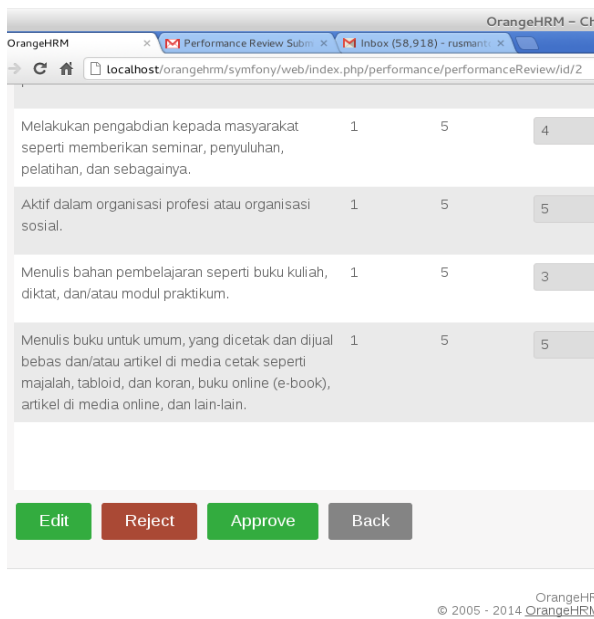 OrangeHRM – Ch
OrangeHRM × Performance Review Subm × Inbox (58,918) - rusmant ×
localhost/orangehrm/symfony/web/index.php/performance/performanceReview/id/2
Melakukan pengabdian kepada masyarakat 1 5 4
seperti memberikan seminar, penyuluhan,
pelatihan, dan sebagainya.
Aktif dalam organisasi profesi atau organisasi 1 5 5
sosial.
Menulis bahan pembelajaran seperti buku kuliah, 1 5 3
diktat, dan/atau modul praktikum.
Menulis buku untuk umum, yang dicetak dan dijual 1 5 5
bebas dan/atau artikel di media cetak seperti
majalah, tabloid, dan koran, buku online (e-book),
artikel di media online, dan lain-lain.
Edit Reject Approve Back
OrangeHR
© 2005 - 2014 OrangeHRM